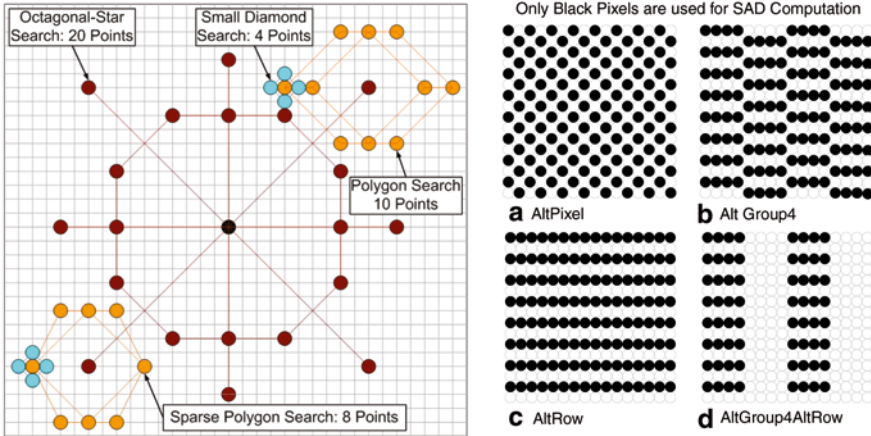 Octagonal-Star
Search: 20 Points
Small Diamond
Search: 4 Points
Polygon Search
10 Points
Sparse Polygon Search: 8 Points
Only Black Pixels are used for SAD Computation
a AltPixel
b Alt Group4
c AltRow
d AltGroup4AltRow